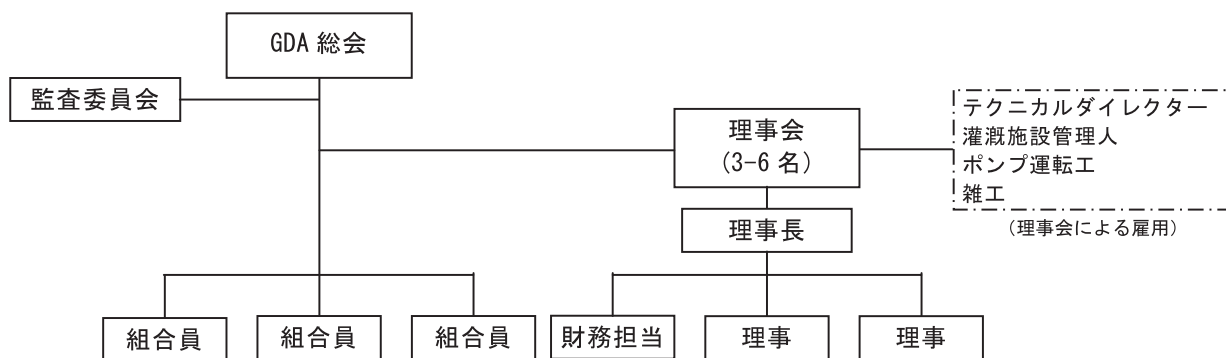 GDA 総会
監査委員会
理事会
(3-6 名)
テクニカルダイレクター
灌漑施設管理人
ポンプ運転工
雑工
(理事会による雇用)
理事長
組合員
組合員
組合員
財務担当
理事
理事